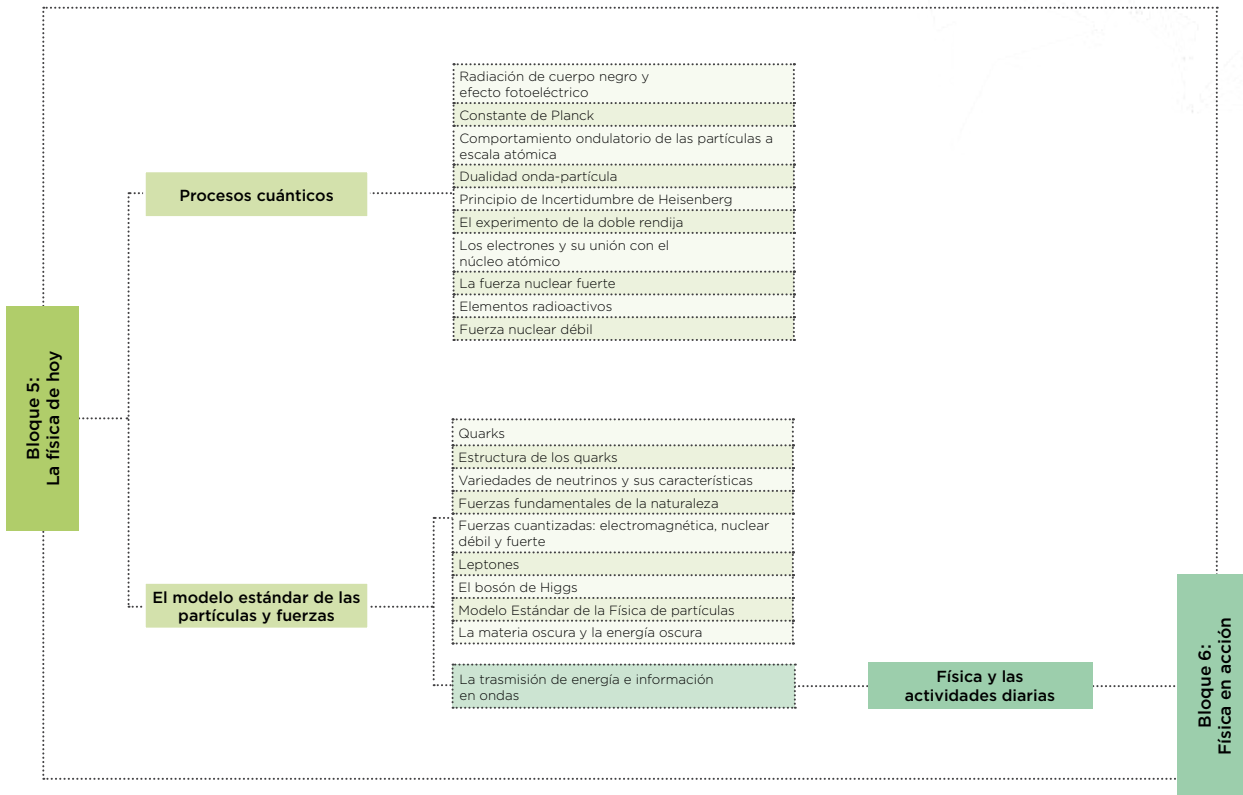 Bloque 5:
La física de hoy
Procesos cuánticos
Radiación de cuerpo negro y
efecto fotoeléctrico
Constante de Planck
Comportamiento ondulatorio de las partículas a
escala atómica
Dualidad onda-partícula
Principio de Incertidumbre de Heisenberg
El experimento de la doble rendija
Los electrones y su unión con el
núcleo atómico
La fuerza nuclear fuerte
Elementos radioactivos
Fuerza nuclear débil
El modelo estándar de las
partículas y fuerzas
Quarks
Estructura de los quarks
Variedades de neutrinos y sus características
Fuerzas fundamentales de la naturaleza
Fuerzas cuantizadas: electromagnética, nuclear
débil y fuerte
Leptones
El bosón de Higgs
Modelo Estándar de la Física de partículas
La materia oscura y la energía oscura
La trasmisión de energía e información
en ondas
Física y las
actividades diarias
Bloque 6:
Física en acción